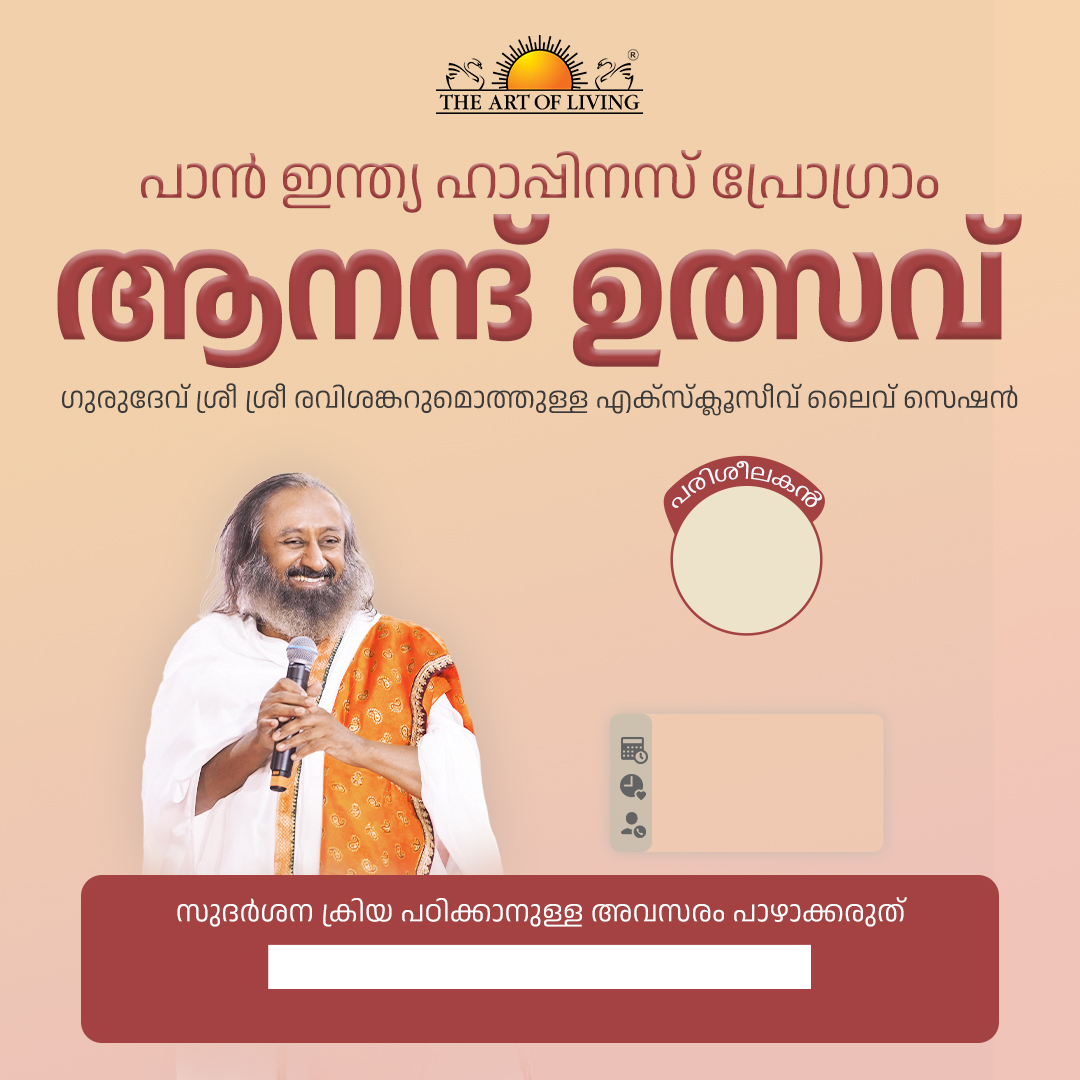 THE ART OF LIVING
®
പാൻ ഇന്ത്യ ഹാപ്പിനസ് പ്രോഗ്രാം
ആനന്ദ് ഉത്സവ്
ഗുരുദേവ് ശ്രീ ശ്രീ രവിശങ്കറുമൊത്തുള്ള എക്സ്ക്ലൂസീവ് ലൈവ് സെഷൻ
പരിശീലകൻ
സുദർശന ക്രിയ പഠിക്കാനുള്ള അവസരം പാഴാക്കരുത്